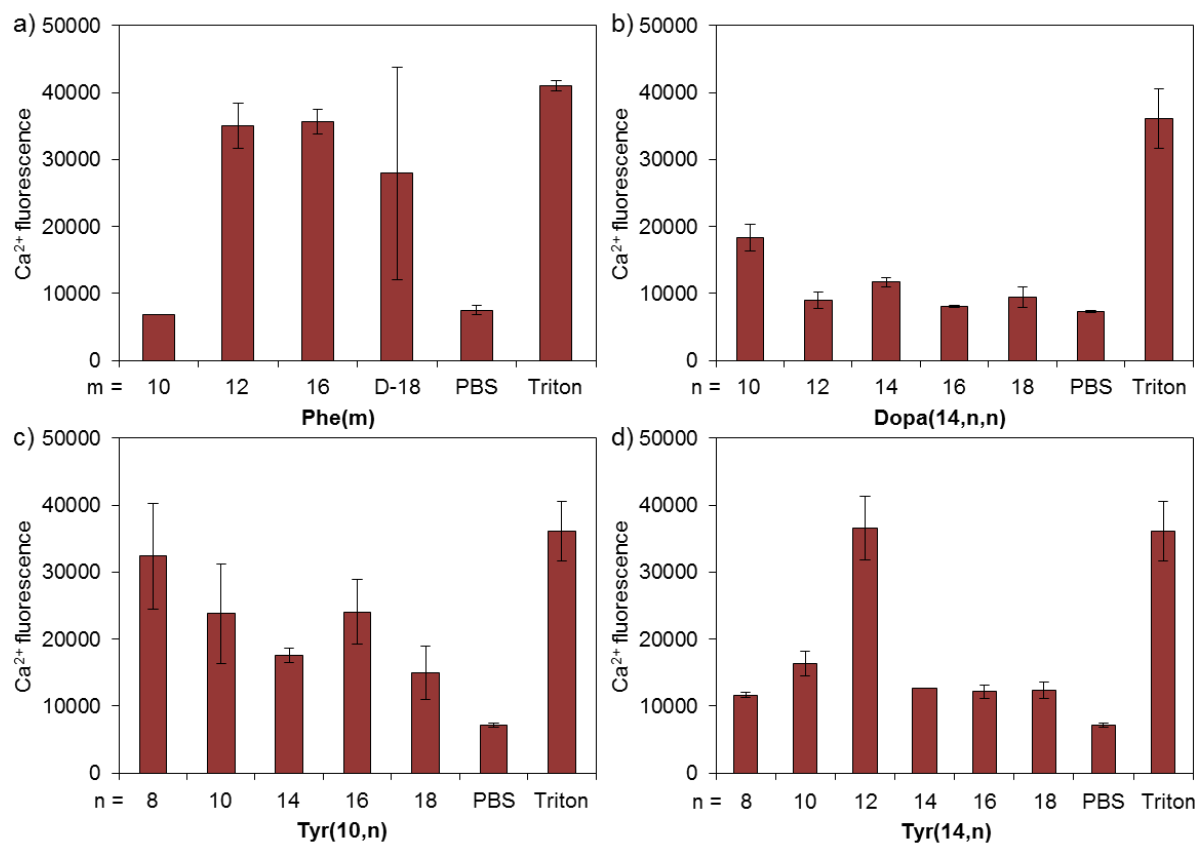 a)
50000
40000
30000
20000
10000
0
Ca²⁺ fluorescence
m = 10 12 16 D-18 PBS Triton
Phe(m)
b)
50000
40000
30000
20000
10000
0
Ca²⁺ fluorescence
n = 10 12 14 16 18 PBS Triton
Dopa(14,n,n)
c)
50000
40000
30000
20000
10000
0
Ca²⁺ fluorescence
n = 8 10 14 16 18 PBS Triton
Tyr(10,n)
d)
50000
40000
30000
20000
10000
0
Ca²⁺ fluorescence
n = 8 10 12 14 16 18 PBS Triton
Tyr(14,n)